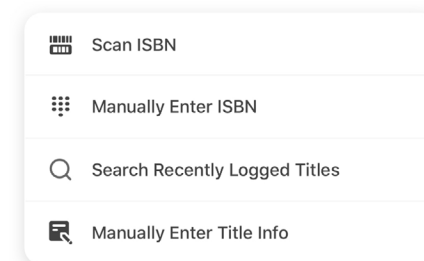 Scan ISBN
Manually Enter ISBN
Search Recently Logged Titles
Manually Enter Title Info